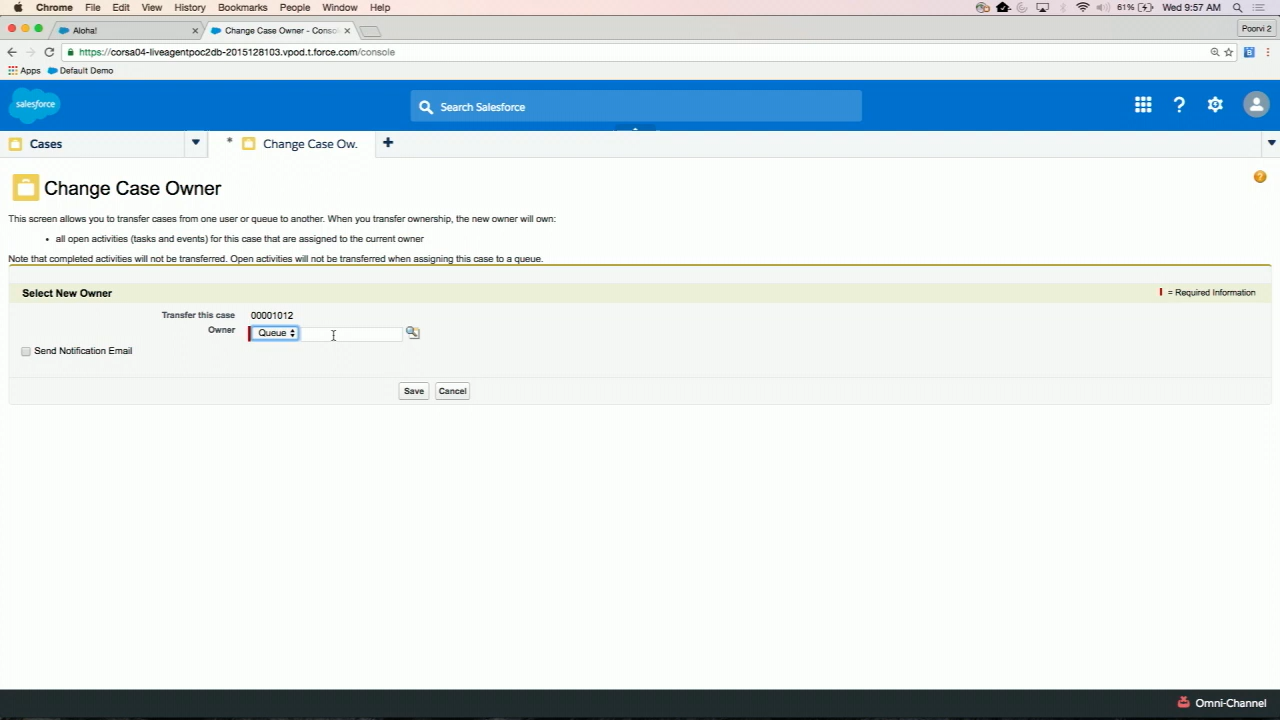 Chrome File Edit View History Bookmarks People Window Help 61% Wed 9:57 AM
Aloha! Change Case Owner - Conso Poorvi 2
https://corsa04-liveagentpoc2db-2015128103.vpod.t.force.com/console
Apps Default Demo
salesforce Search Salesforce ?
Cases * Change Case Ow. +
Change Case Owner ?
This screen allows you to transfer cases from one user or queue to another. When you transfer ownership, the new owner will own:
• all open activities (tasks and events) for this case that are assigned to the current owner
Note that completed activities will not be transferred. Open activities will not be transferred when assigning this case to a queue.
Select New Owner = Required Information
Transfer this case 00001012
Owner Queue
Send Notification Email
Save Cancel
Omni-Channel